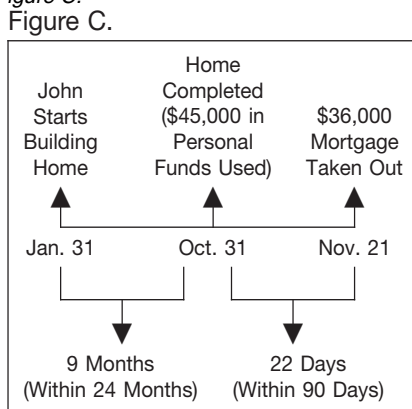 Figure C.
John
Starts
Building
Home
Home
Completed
($45,000 in
Personal
Funds Used)
$36,000
Mortgage
Taken Out
Jan. 31
Oct. 31
Nov. 21
9 Months
(Within 24 Months)
22 Days
(Within 90 Days)